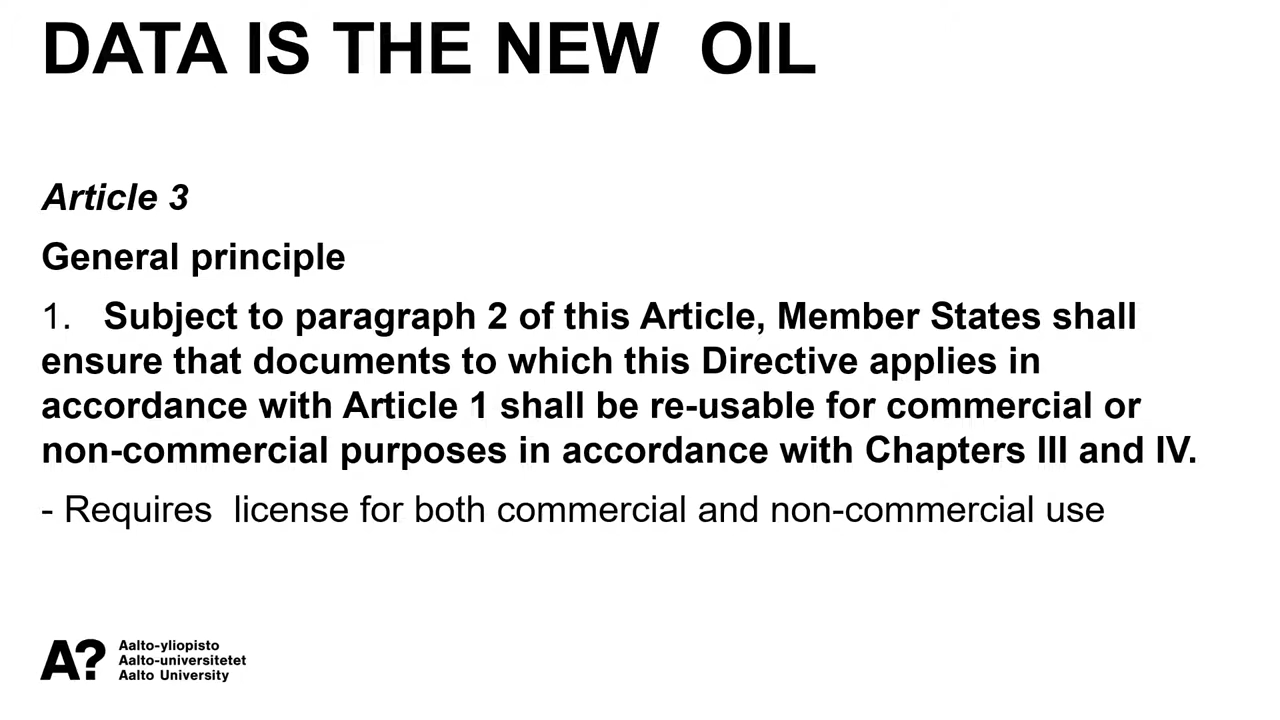 DATA IS THE NEW  OIL
Article 3
General principle
1.   Subject to paragraph 2 of this Article, Member States shall
ensure that documents to which this Directive applies in
accordance with Article 1 shall be re-usable for commercial or
non-commercial purposes in accordance with Chapters III and IV.
- Requires  license for both commercial and non-commercial use
A?
Aalto-yliopisto
Aalto-universitetet
Aalto University